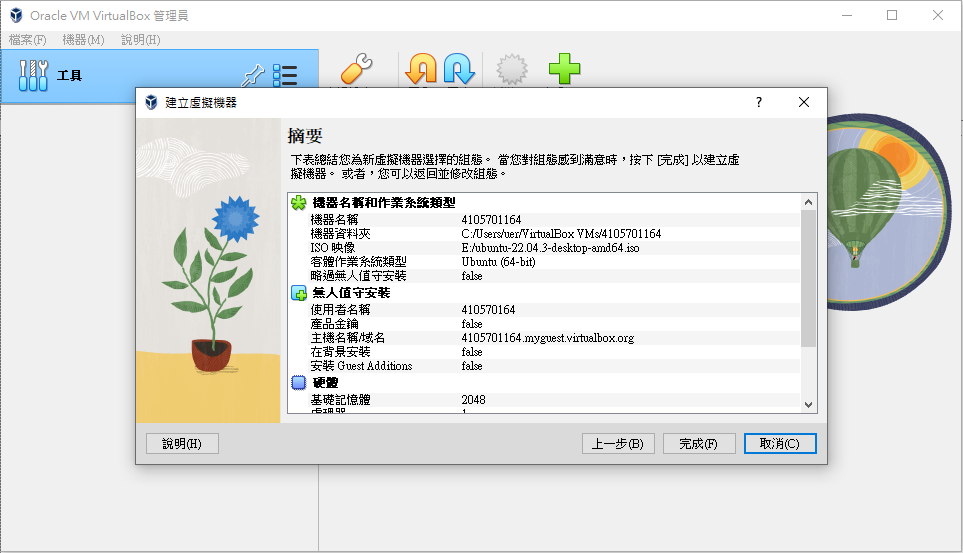 Oracle VM VirtualBox 管理員
檔案(F) 機器(M) 說明(H)
工具
建立虛擬機器
?
摘要
下表總結您為新虛擬機器選擇的組態。 當您對組態感到滿意時，按下 [完成] 以建立虛
擬機器。 或者，您可以返回並修改組態。
機器名稱和作業系統類型
機器名稱 4105701164
機器資料夾 C:/Users/uer/VirtualBox VMs/4105701164
ISO 映像 E:/ubuntu-22.04.3-desktop-amd64.iso
客體作業系統類型 Ubuntu (64-bit)
略過無人值守安裝 false
無人值守安裝
使用者名稱 410570164
產品金鑰 false
主機名稱/域名 4105701164.myguest.virtualbox.org
在背景安裝 false
安裝 Guest Additions false
硬體
基礎記憶體 2048
處理器 1
說明(H) 上一步(B) 完成(F) 取消(C)